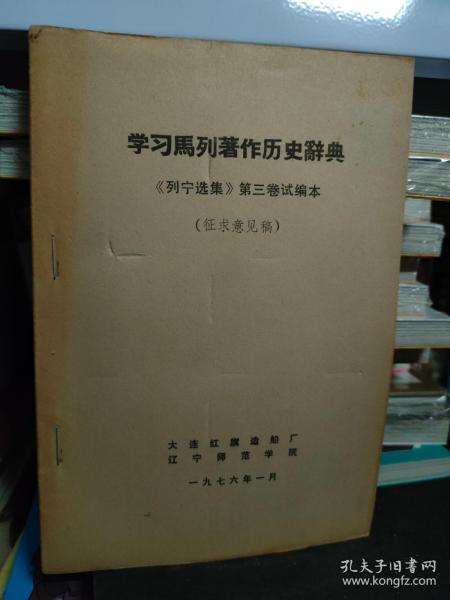 学习馬列著作历史辭典
《列宁选集》第三卷试编本
(征求意见稿)
大连红旗造船厂
辽宁师范学院
一九七六年一月
孔夫子旧书网
www.kongfz.com